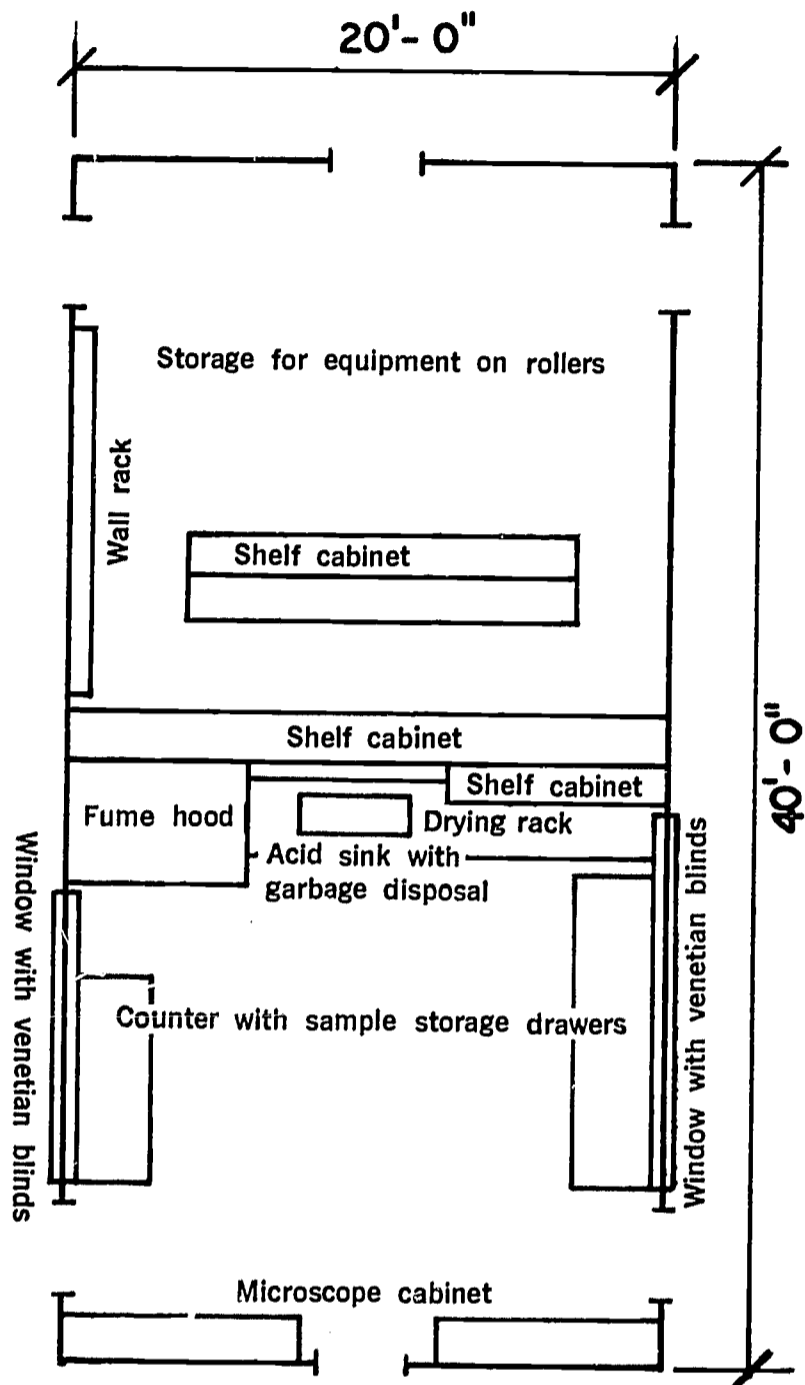 20'- 0"
Storage for equipment on rollers
Wall rack
Shelf cabinet
40'- 0"
Shelf cabinet
Shelf cabinet
Fume hood
Drying rack
Acid sink with
garbage disposal
Window with venetian blinds
Window with venetian blinds
Counter with sample storage drawers
Microscope cabinet